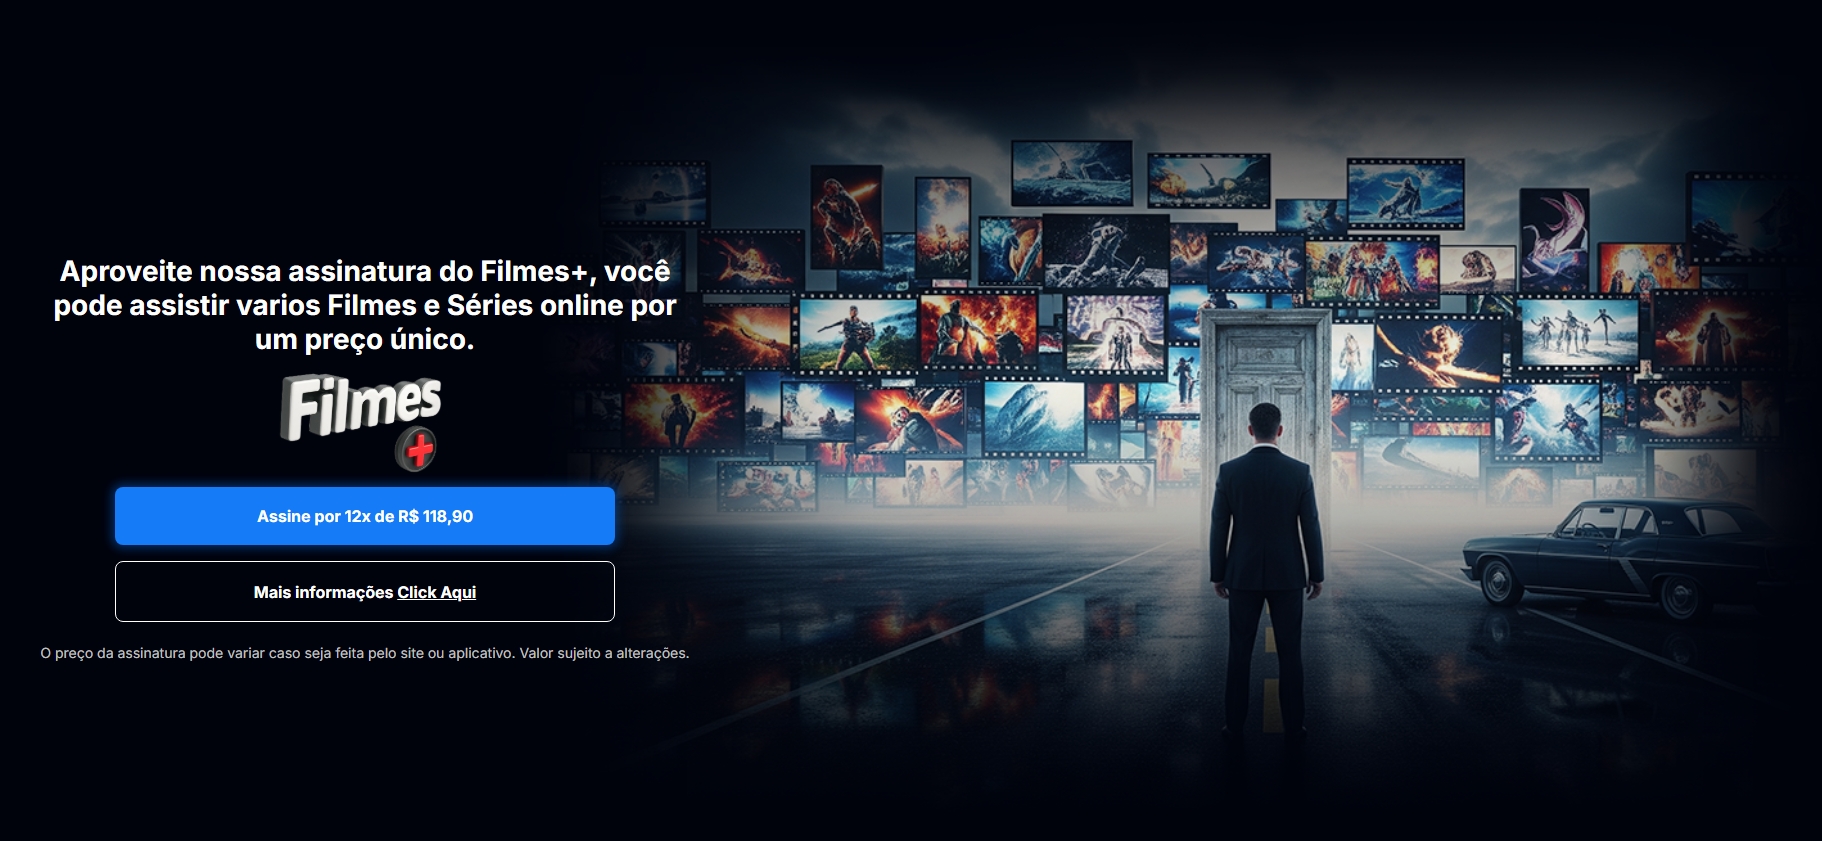 Aproveite nossa assinatura do Filmes+, você
pode assistir varios Filmes e Séries online por
um preço único.
Filmes
+
Assine por 12x de R$ 118,90
Mais informações Click Aqui
O preço da assinatura pode variar caso seja feita pelo site ou aplicativo. Valor sujeito a alterações.